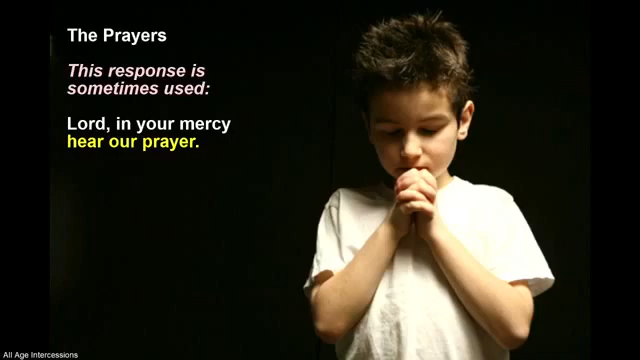 The Prayers
This response is
sometimes used:
Lord, in your mercy
hear our prayer.
All Age Intercessions